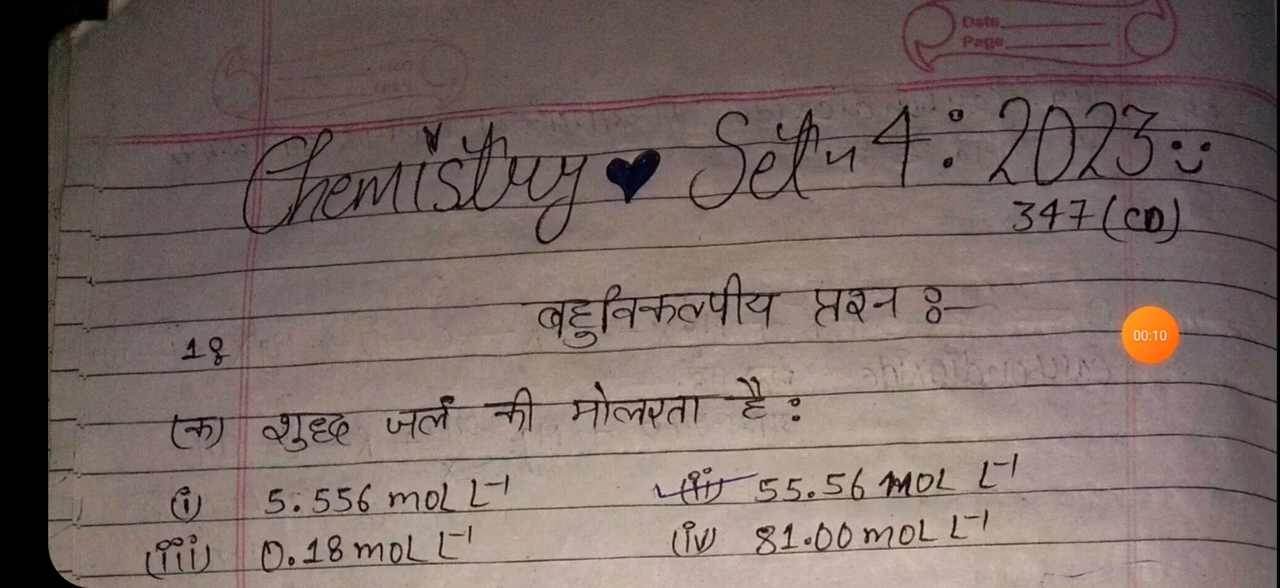 Date
Page
Chemistry ♥ Set 4 : 2023
347 (CD)
बहुविकल्पीय प्रश्न :-
18
(क) शुद्ध जल की मोलरता है :
(i) 5.556 mol L⁻¹ (ii) 55.56 mol L⁻¹
(iii) 0.18 mol L⁻¹ (iv) 81.00 mol L⁻¹
00:10